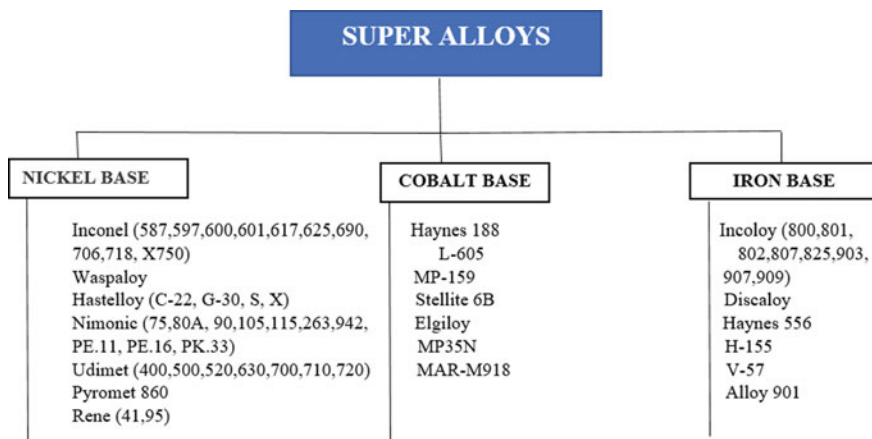 SUPER ALLOYS
NICKEL BASE
Inconel (587,597,600,601,617,625,690,
706,718, X750)
Waspaloy
Hastelloy (C-22, G-30, S, X)
Nimonic (75,80A, 90,105,115,263,942,
PE.11, PE.16, PK.33)
Udimet (400,500,520,630,700,710,720)
Pyromet 860
Rene (41,95)
COBALT BASE
Haynes 188
L-605
MP-159
Stellite 6B
Elgiloy
MP35N
MAR-M918
IRON BASE
Incoloy (800,801,
802,807,825,903,
907,909)
Discaloy
Haynes 556
H-155
V-57
Alloy 901